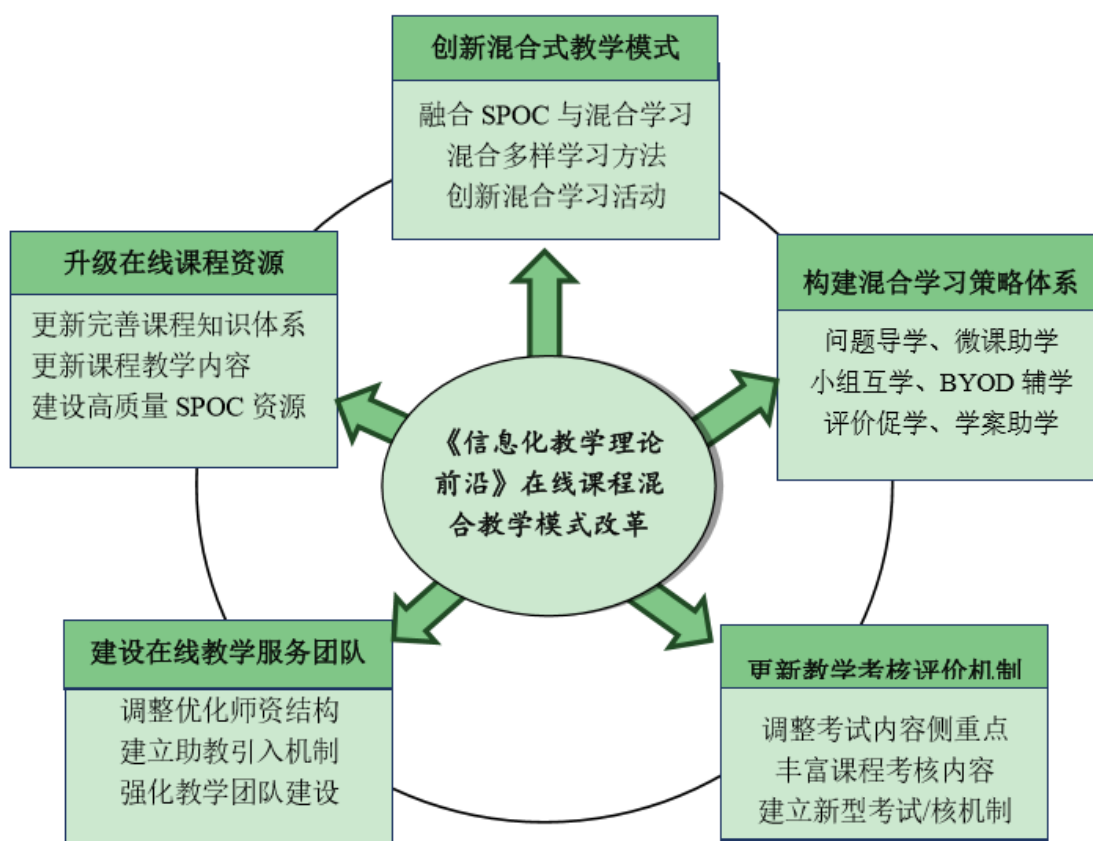 创新混合式教学模式
融合 SPOC 与混合学习
混合多样学习方法
创新混合学习活动
升级在线课程资源
更新完善课程知识体系
更新课程教学内容
建设高质量 SPOC 资源
构建混合学习策略体系
问题导学、微课助学
小组互学、BYOD 辅学
评价促学、学案助学
《信息化教学理论
前沿》在线课程混
合教学模式改革
建设在线教学服务团队
调整优化师资结构
建立助教引入机制
强化教学团队建设
更新教学考核评价机制
调整考试内容侧重点
丰富课程考核内容
建立新型考试/核机制